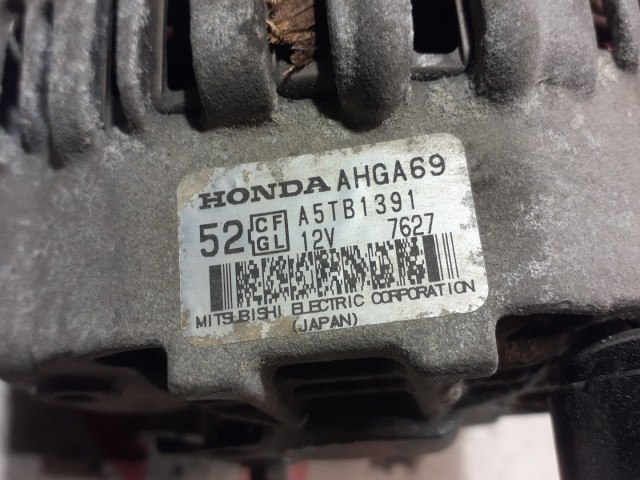 HONDA AHGA69
52 CF GL A5TB1391
12V 7627
MITSUBISHI ELECTRIC CORPORATION
(JAPAN)